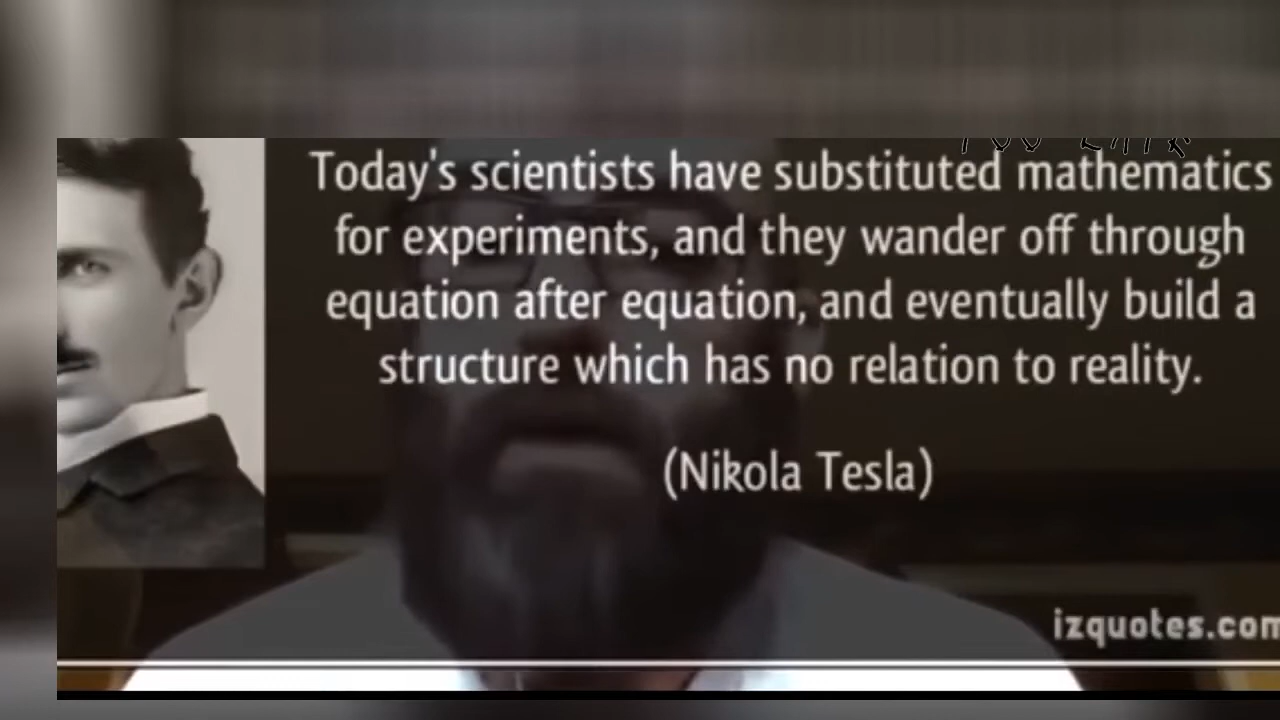 Today's scientists have substituted mathematics
for experiments, and they wander off through
equation after equation, and eventually build a
structure which has no relation to reality.
(Nikola Tesla)
izquotes.com